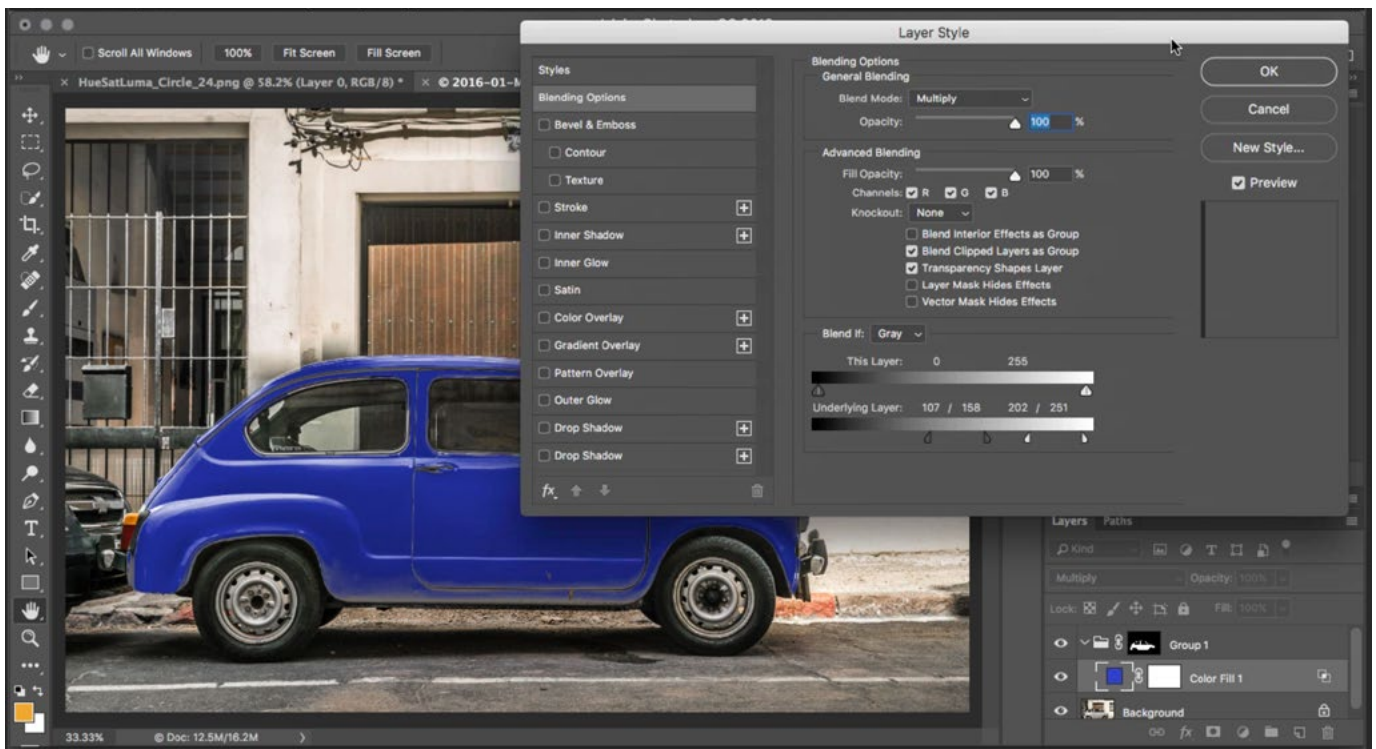 Layer Style
Scroll All Windows
100%
Fit Screen
Fill Screen
× HueSatLuma_Circle_24.png @ 58.2% (Layer 0, RGB/8) *
× © 2016-01-M
Styles
Blending Options
Bevel & Emboss
Contour
Texture
Stroke
Inner Shadow
Inner Glow
Satin
Color Overlay
Gradient Overlay
Pattern Overlay
Outer Glow
Drop Shadow
Drop Shadow
fx
Blending Options
General Blending
Blend Mode: Multiply
Opacity: 100 %
Advanced Blending
Fill Opacity: 100 %
Channels: R G B
Knockout: None
Blend Interior Effects as Group
Blend Clipped Layers as Group
Transparency Shapes Layer
Layer Mask Hides Effects
Vector Mask Hides Effects
Blend If: Gray
This Layer: 0 255
Underlying Layer: 107 / 158 202 / 251
OK
Cancel
New Style...
Preview
Layers Paths
Kind
Multiply Opacity: 100%
Lock: Fill: 100%
Group 1
Color Fill 1
Background
fx
33.33% © Doc: 12.5M/16.2M